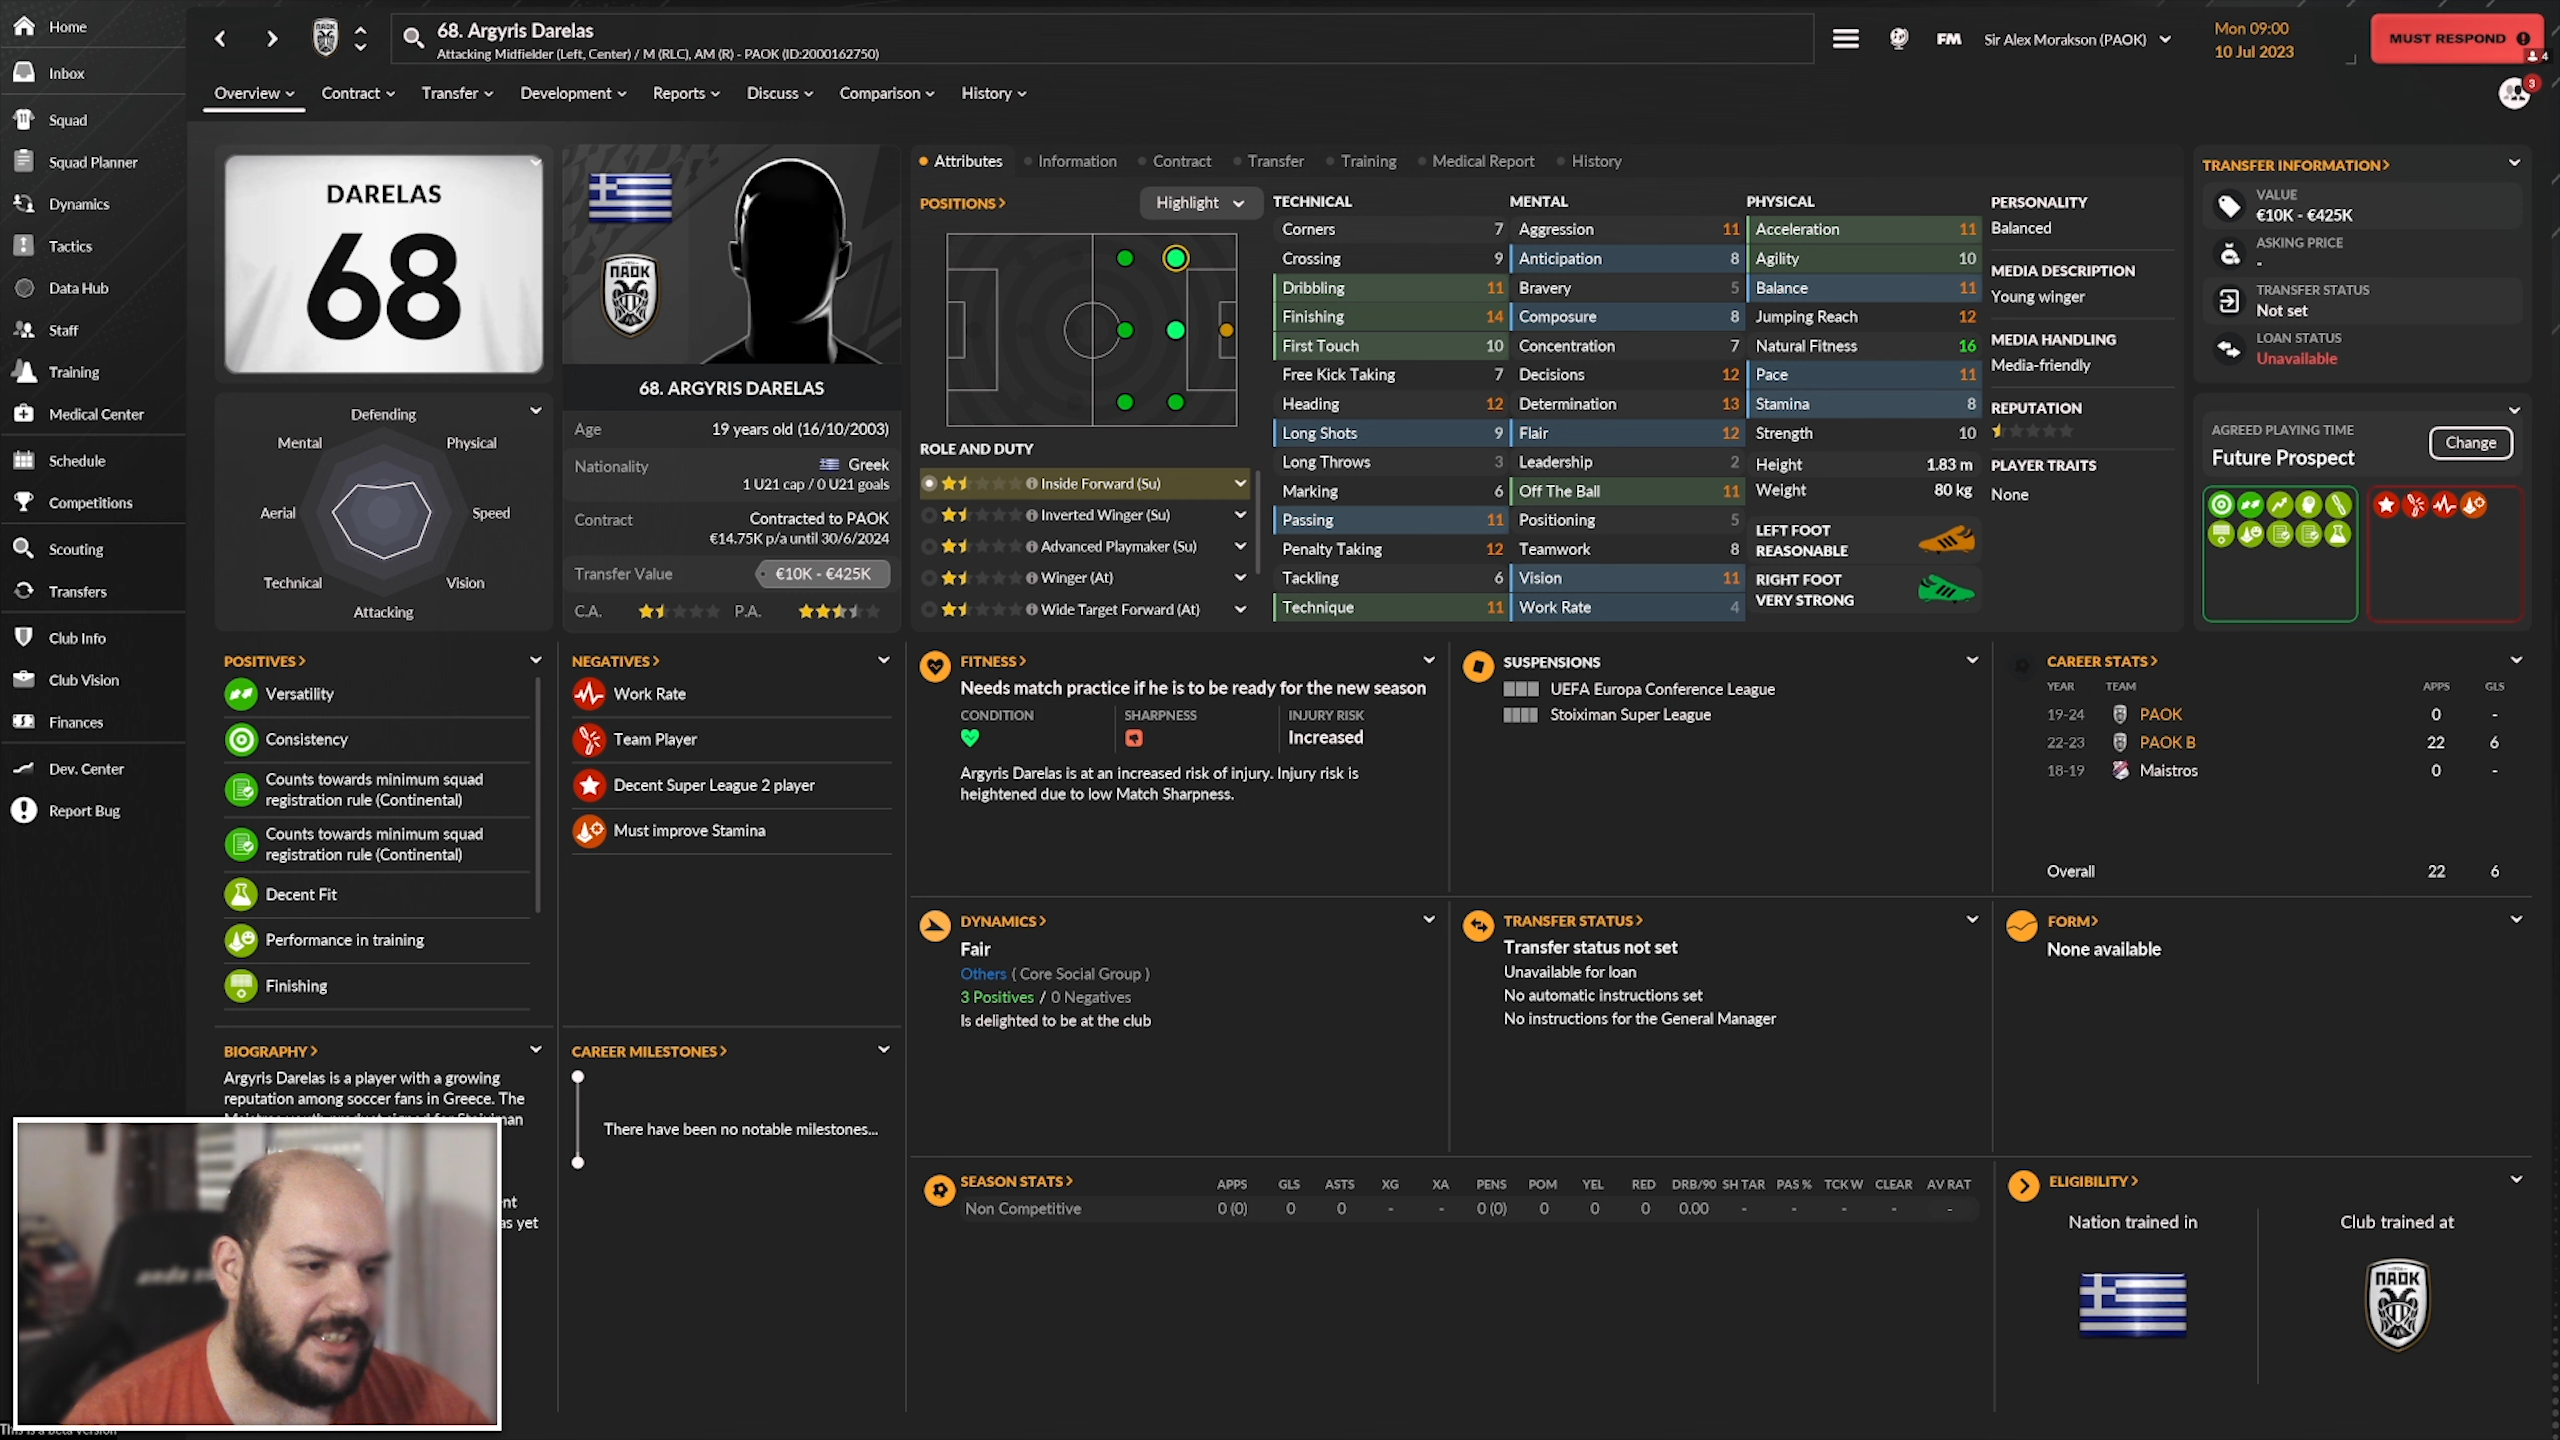 Home
Inbox
Squad
Squad Planner
Dynamics
Tactics
Data Hub
Staff
Training
Medical Center
Schedule
Competitions
Scouting
Transfers
Club Info
Club Vision
Finances
Dev. Center
Report Bug
68. Argyris Darelas
Attacking Midfielder (Left, Center) / M (RLC), AM (R) - PAOK (ID:2000162750)
FM
Sir Alex Morakson (PAOK)
Mon 09:00
10 Jul 2023
MUST RESPOND
4
3
Overview Contract Transfer Development Reports Discuss Comparison History
DARELAS
68
Defending
Physical
Speed
Vision
Attacking
Technical
Aerial
Mental
ΠΑΟΚ
68. ARGYRIS DARELAS
Age 19 years old (16/10/2003)
Nationality Greek
1 U21 cap / 0 U21 goals
Contract Contracted to PAOK
€14.75K p/a until 30/6/2024
Transfer Value €10K - €425K
C.A. P.A.
Attributes Information Contract Transfer Training Medical Report History
POSITIONS>
Highlight
ROLE AND DUTY
Inside Forward (Su)
Inverted Winger (Su)
Advanced Playmaker (Su)
Winger (At)
Wide Target Forward (At)
TECHNICAL
Corners 7
Crossing 9
Dribbling 11
Finishing 14
First Touch 10
Free Kick Taking 7
Heading 12
Long Shots 9
Long Throws 3
Marking 6
Passing 11
Penalty Taking 12
Tackling 6
Technique 11
MENTAL
Aggression 11
Anticipation 8
Bravery 5
Composure 8
Concentration 7
Decisions 12
Determination 13
Flair 12
Leadership 2
Off The Ball 11
Positioning 5
Teamwork 8
Vision 11
Work Rate 4
PHYSICAL
Acceleration 11
Agility 10
Balance 11
Jumping Reach 12
Natural Fitness 16
Pace 11
Stamina 8
Strength 10
Height 1.83 m
Weight 80 kg
LEFT FOOT
REASONABLE
RIGHT FOOT
VERY STRONG
PERSONALITY
Balanced
MEDIA DESCRIPTION
Young winger
MEDIA HANDLING
Media-friendly
REPUTATION
PLAYER TRAITS
None
TRANSFER INFORMATION>
VALUE
€10K - €425K
ASKING PRICE
-
TRANSFER STATUS
Not set
LOAN STATUS
Unavailable
AGREED PLAYING TIME
Future Prospect
Change
POSITIVES>
Versatility
Consistency
Counts towards minimum squad
registration rule (Continental)
Counts towards minimum squad
registration rule (Continental)
Decent Fit
Performance in training
Finishing
NEGATIVES>
Work Rate
Team Player
Decent Super League 2 player
Must improve Stamina
FITNESS>
Needs match practice if he is to be ready for the new season
CONDITION SHARPNESS INJURY RISK
Increased
Argyris Darelas is at an increased risk of injury. Injury risk is
heightened due to low Match Sharpness.
SUSPENSIONS
UEFA Europa Conference League
Stoiximan Super League
CAREER STATS>
YEAR TEAM APPS GLS
19-24 PAOK 0 -
22-23 PAOK B 22 6
18-19 Maistros 0 -
Overall 22 6
DYNAMICS>
Fair
Others ( Core Social Group )
3 Positives / 0 Negatives
Is delighted to be at the club
TRANSFER STATUS>
Transfer status not set
Unavailable for loan
No automatic instructions set
No instructions for the General Manager
FORM>
None available
BIOGRAPHY>
Argyris Darelas is a player with a growing
reputation among soccer fans in Greece. The
as yet
CAREER MILESTONES>
There have been no notable milestones...
SEASON STATS>
APPS GLS ASTS XG XA PENS POM YEL RED DRB/90 SH TAR PAS % TCK W CLEAR AV RAT
Non Competitive 0 (0) 0 0 - - 0 (0) 0 0 0 0.00 - - - - -
ELIGIBILITY>
Nation trained in
Club trained at
ΠΑΟΚ
This is a beta version